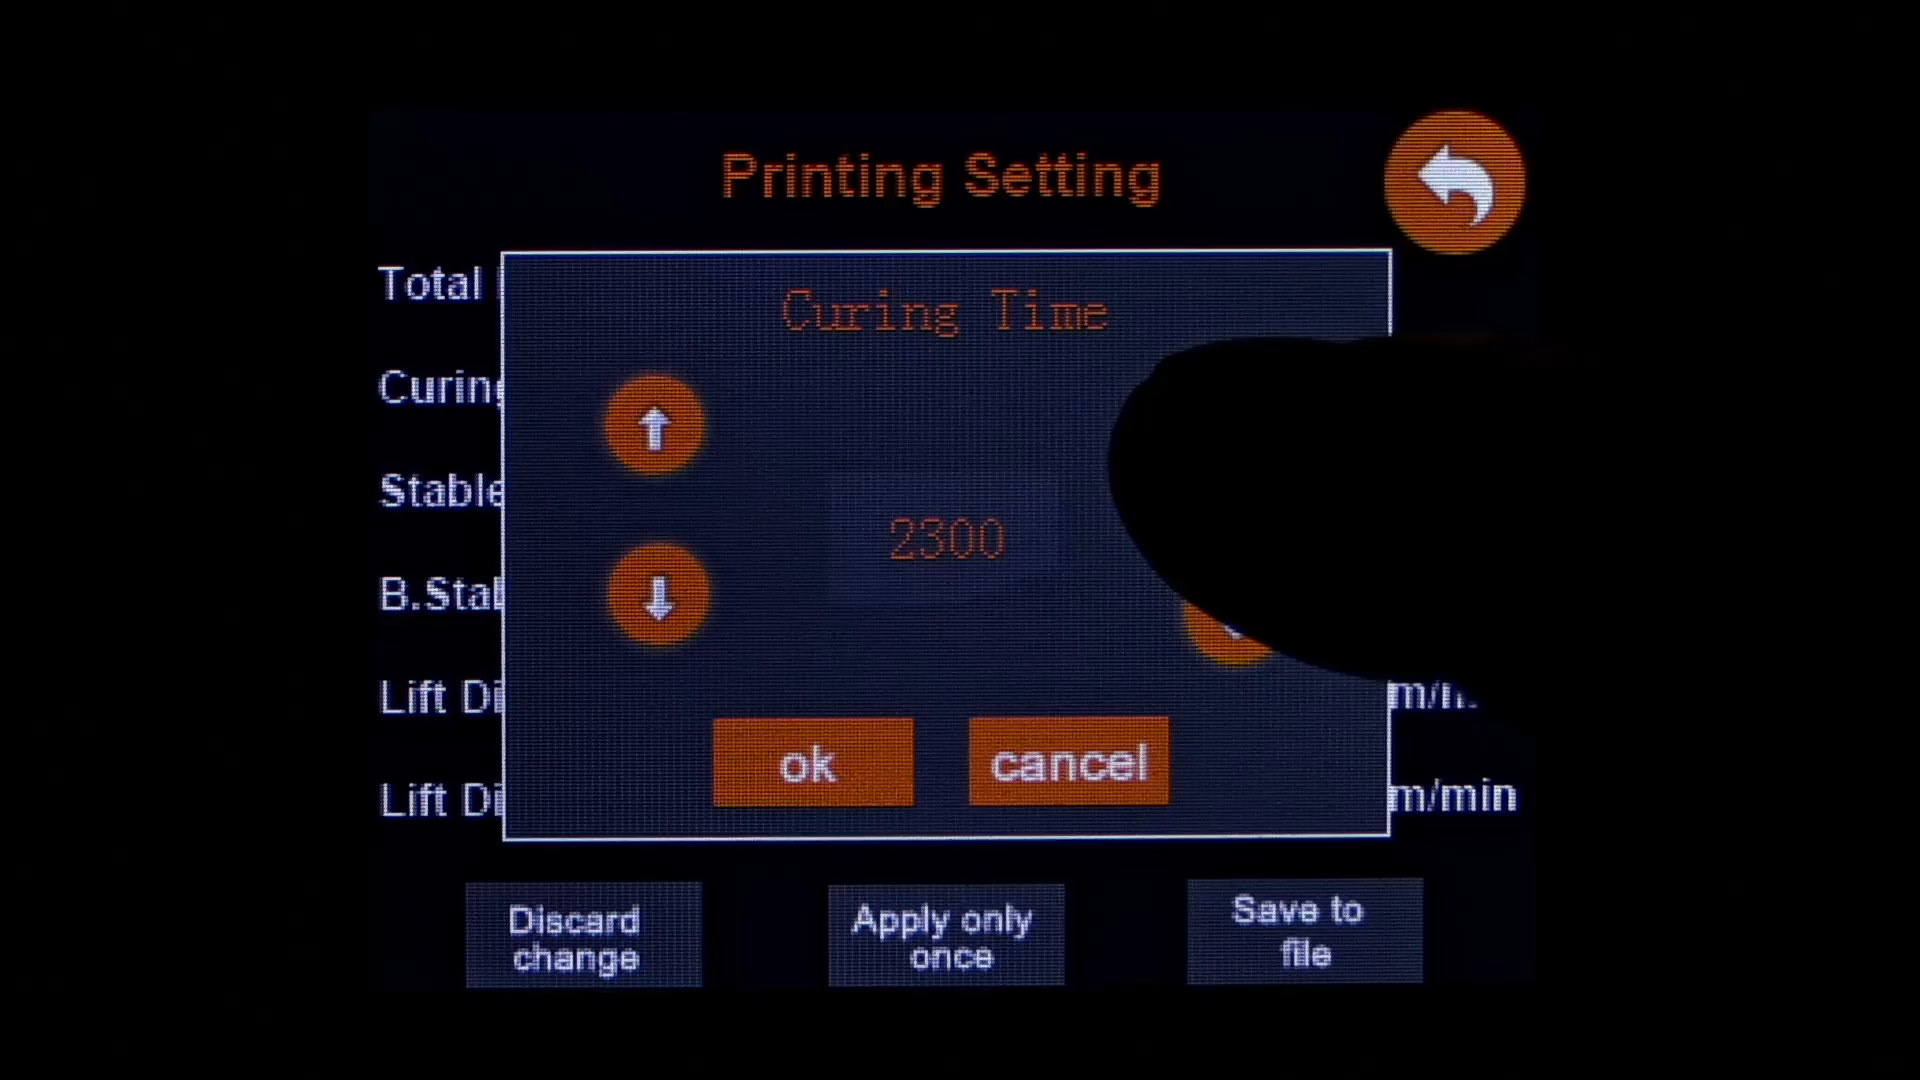 Printing Setting
Total
Curing Time
Curin
Stable
2300
B.Sta
Lift Di
ok
cancel
Lift Di
m/min
Discard
change
Apply only
once
Save to
file